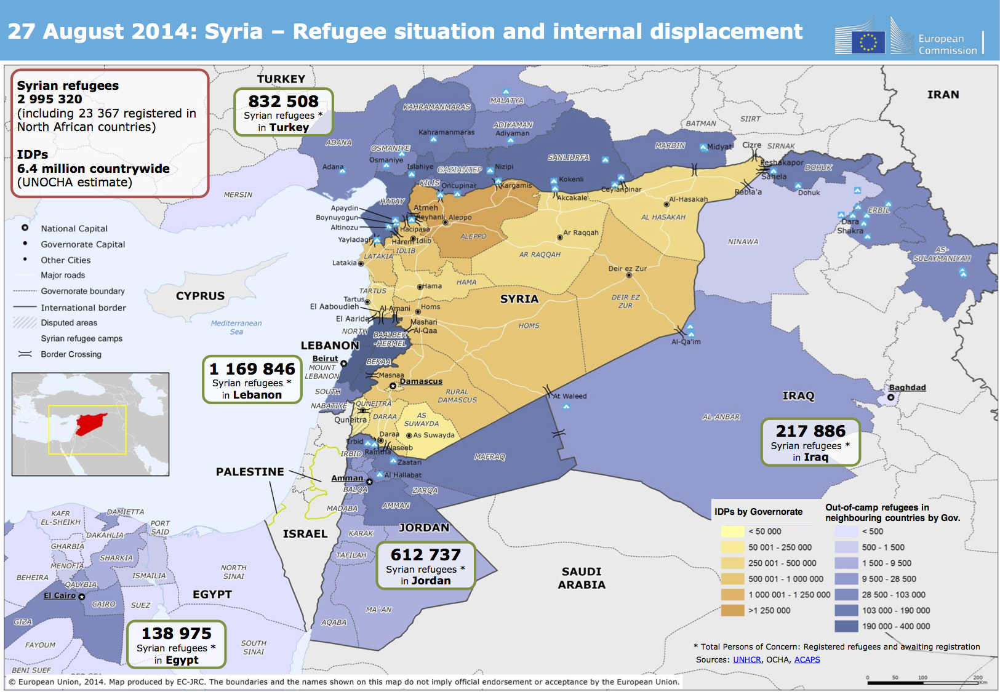 27 August 2014: Syria – Refugee situation and internal displacement
European
Commission
Syrian refugees
2 995 320
(including 23 367 registered in
North African countries)
IDPs
6.4 million countrywide
(UNOCHA estimate)
TURKEY
832 508
Syrian refugees *
in Turkey
IRAN
MALATYA
KAHRAMANMARAS
ADIYAMAN
Adiyaman
Kahramanmaras
SIIRT
BATMAN
ADANA
OSMANIYE
Osmaniye
Adana
Islahiye
GAZIANTEP
Nizipi
SANLIURFA
MARDIN
Midyat
Cizre
SIRNAK
Peshakapor
DOHUK
Sahela
MERSIN
KILIS
Oncupinar
Kargamis
Kokenli
Akcakale
Ceylanpinar
Rabia'a
Dohuk
HATAY
Apaydin
Boynuyogun
Altinozu
Yayladagi
Atmeh
Reyhanli
Aleppo
Hacipasa
Harem
Idlib
ALEPPO
Al-Hasakah
AL HASAKAH
Ar Raqqah
AR RAQQAH
NINAWA
ERBIL
Dara
Shakra
AS-
SULAYMANIYAH
National Capital
Governorate Capital
Other Cities
Major roads
Governorate boundary
International border
Disputed areas
Syrian refugee camps
Border Crossing
LATAKIA
IDLIB
Latakia
Deir ez Zur
DEIR EZ
ZUR
Hama
HAMA
TARTUS
Tartus
SYRIA
CYPRUS
Mediterranean
Sea
El Aaboudieh
Al-Amani
Homs
HOMS
El Aarida
Mashari
Al-Qaa
NORTH
BAALBEK
-HERMEL
Al-Qa'im
LEBANON
Beirut
BEKAA
MOUNT
LEBANON
Masnaa
Damascus
1 169 846
Syrian refugees *
in Lebanon
SOUTH
NABATIYE
RURAL
DAMASCUS
At Waleed
IRAQ
Baghdad
QUNEITRA
Quneitra
DARAA
AS
SUWAYDA
As Suwayda
AL-ANBAR
217 886
Syrian refugees *
in Iraq
Daraa
Naseeb
Irbid
IRBID
Ramtha
Zaatari
MAFRAQ
PALESTINE
Amman
Al Hallabat
BALQA
ZARQA
MADABA
AMMAN
ISRAEL
JORDAN
KARAK
TAFILAH
612 737
Syrian refugees *
in Jordan
MA'AN
AQABA
SAUDI
ARABIA
KAFR
EL-SHEIKH
DAMIETTA
PORT
SAID
DAKAHLIA
GHARBIA
SHARKIA
MENOFIA
BEHEIRA
QALYBIA
ISMAILIA
NORTH
SINAI
El Cairo
CAIRO
SUEZ
EGYPT
GIZA
138 975
Syrian refugees *
in Egypt
FAYOUM
SOUTH
SINAI
BENI SUEF
IDPs by Governorate
< 50 000
50 001 - 250 000
250 001 - 500 000
500 001 - 1 000 000
1 000 001 - 1 250 000
>1 250 000
Out-of-camp refugees in
neighbouring countries by Gov.
< 500
500 - 1 500
1 500 - 9 500
9 500 - 28 500
28 500 - 103 000
103 000 - 190 000
190 000 - 400 000
* Total Persons of Concern: Registered refugees and awaiting registration
Sources: UNHCR, OCHA, ACAPS
© European Union, 2014. Map produced by EC-JRC. The boundaries and the names shown on this map do not imply official endorsement or acceptance by the European Union.
0 50 100 200
Km